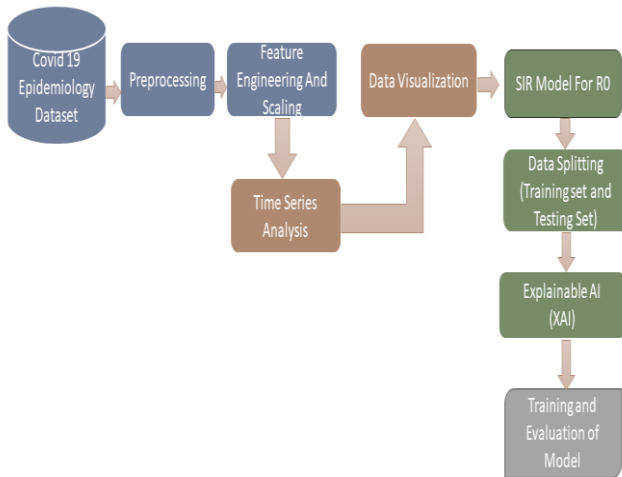 Covid 19
Epidemiology
Dataset
Preprocessing
Feature
Engineering And
Scaling
Time Series
Analysis
Data Visualization
SIR Model For R0
Data Splitting
(Training set and
Testing Set)
Explainable AI
(XAI)
Training and
Evaluation of
Model